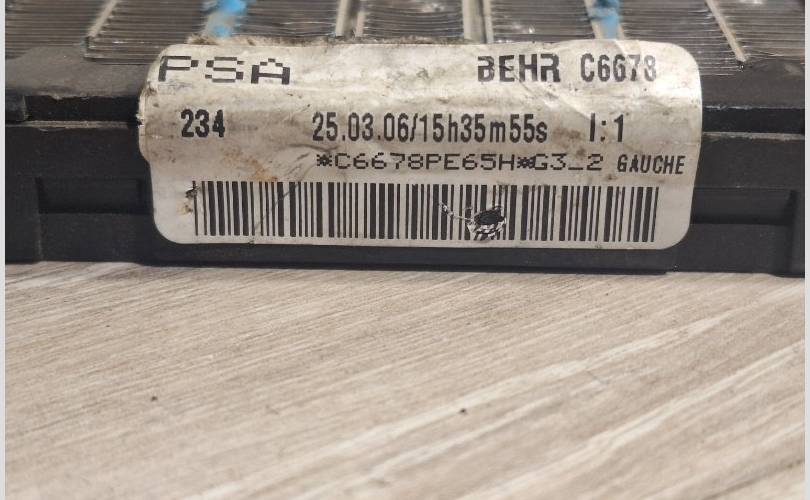 PSA BEHR C6678
234 25.03.06/15h35m55s I:1
*C6678PE65H*G3_2 GAUCHE